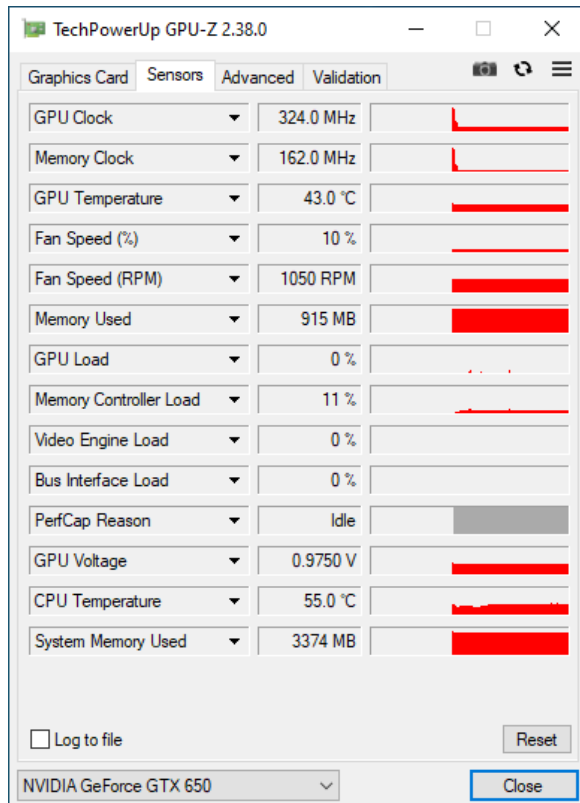 TechPowerUp GPU-Z 2.38.0
Graphics Card Sensors Advanced Validation
GPU Clock 324.0 MHz
Memory Clock 162.0 MHz
GPU Temperature 43.0 °C
Fan Speed (%) 10 %
Fan Speed (RPM) 1050 RPM
Memory Used 915 MB
GPU Load 0 %
Memory Controller Load 11 %
Video Engine Load 0 %
Bus Interface Load 0 %
PerfCap Reason Idle
GPU Voltage 0.9750 V
CPU Temperature 55.0 °C
System Memory Used 3374 MB
Log to file Reset
NVIDIA GeForce GTX 650 Close